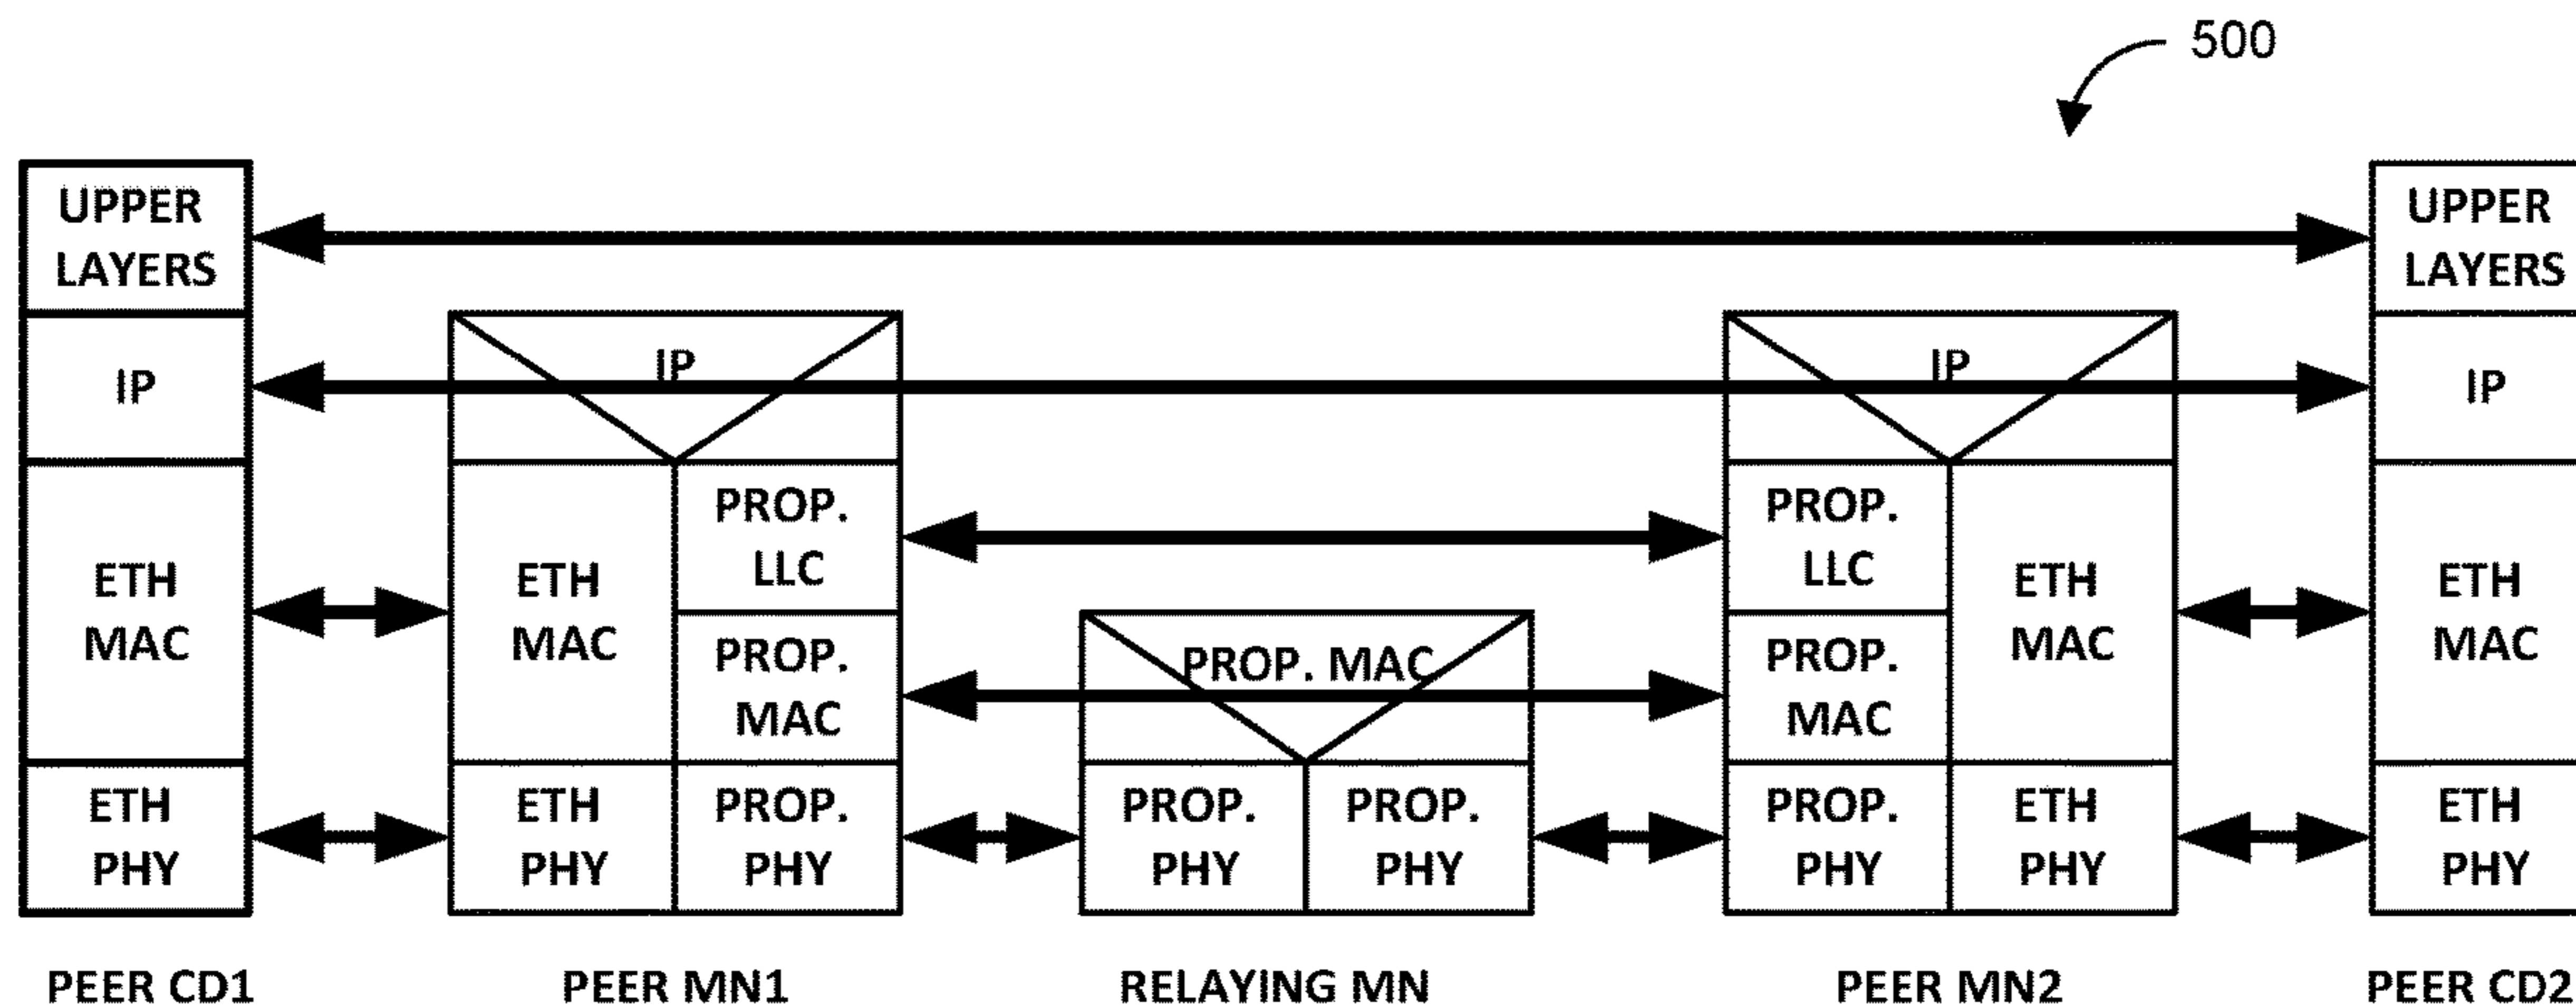 500
UPPER
LAYERS
IP
ETH
MAC
ETH
PHY
PEER CD1
IP
ETH
MAC
PROP.
LLC
PROP.
MAC
ETH
PHY
PROP.
PHY
PEER MN1
PROP. MAC
PROP.
PHY
PROP.
PHY
RELAYING MN
IP
PROP.
LLC
PROP.
MAC
ETH
MAC
PROP.
PHY
ETH
PHY
PEER MN2
UPPER
LAYERS
IP
ETH
MAC
ETH
PHY
PEER CD2